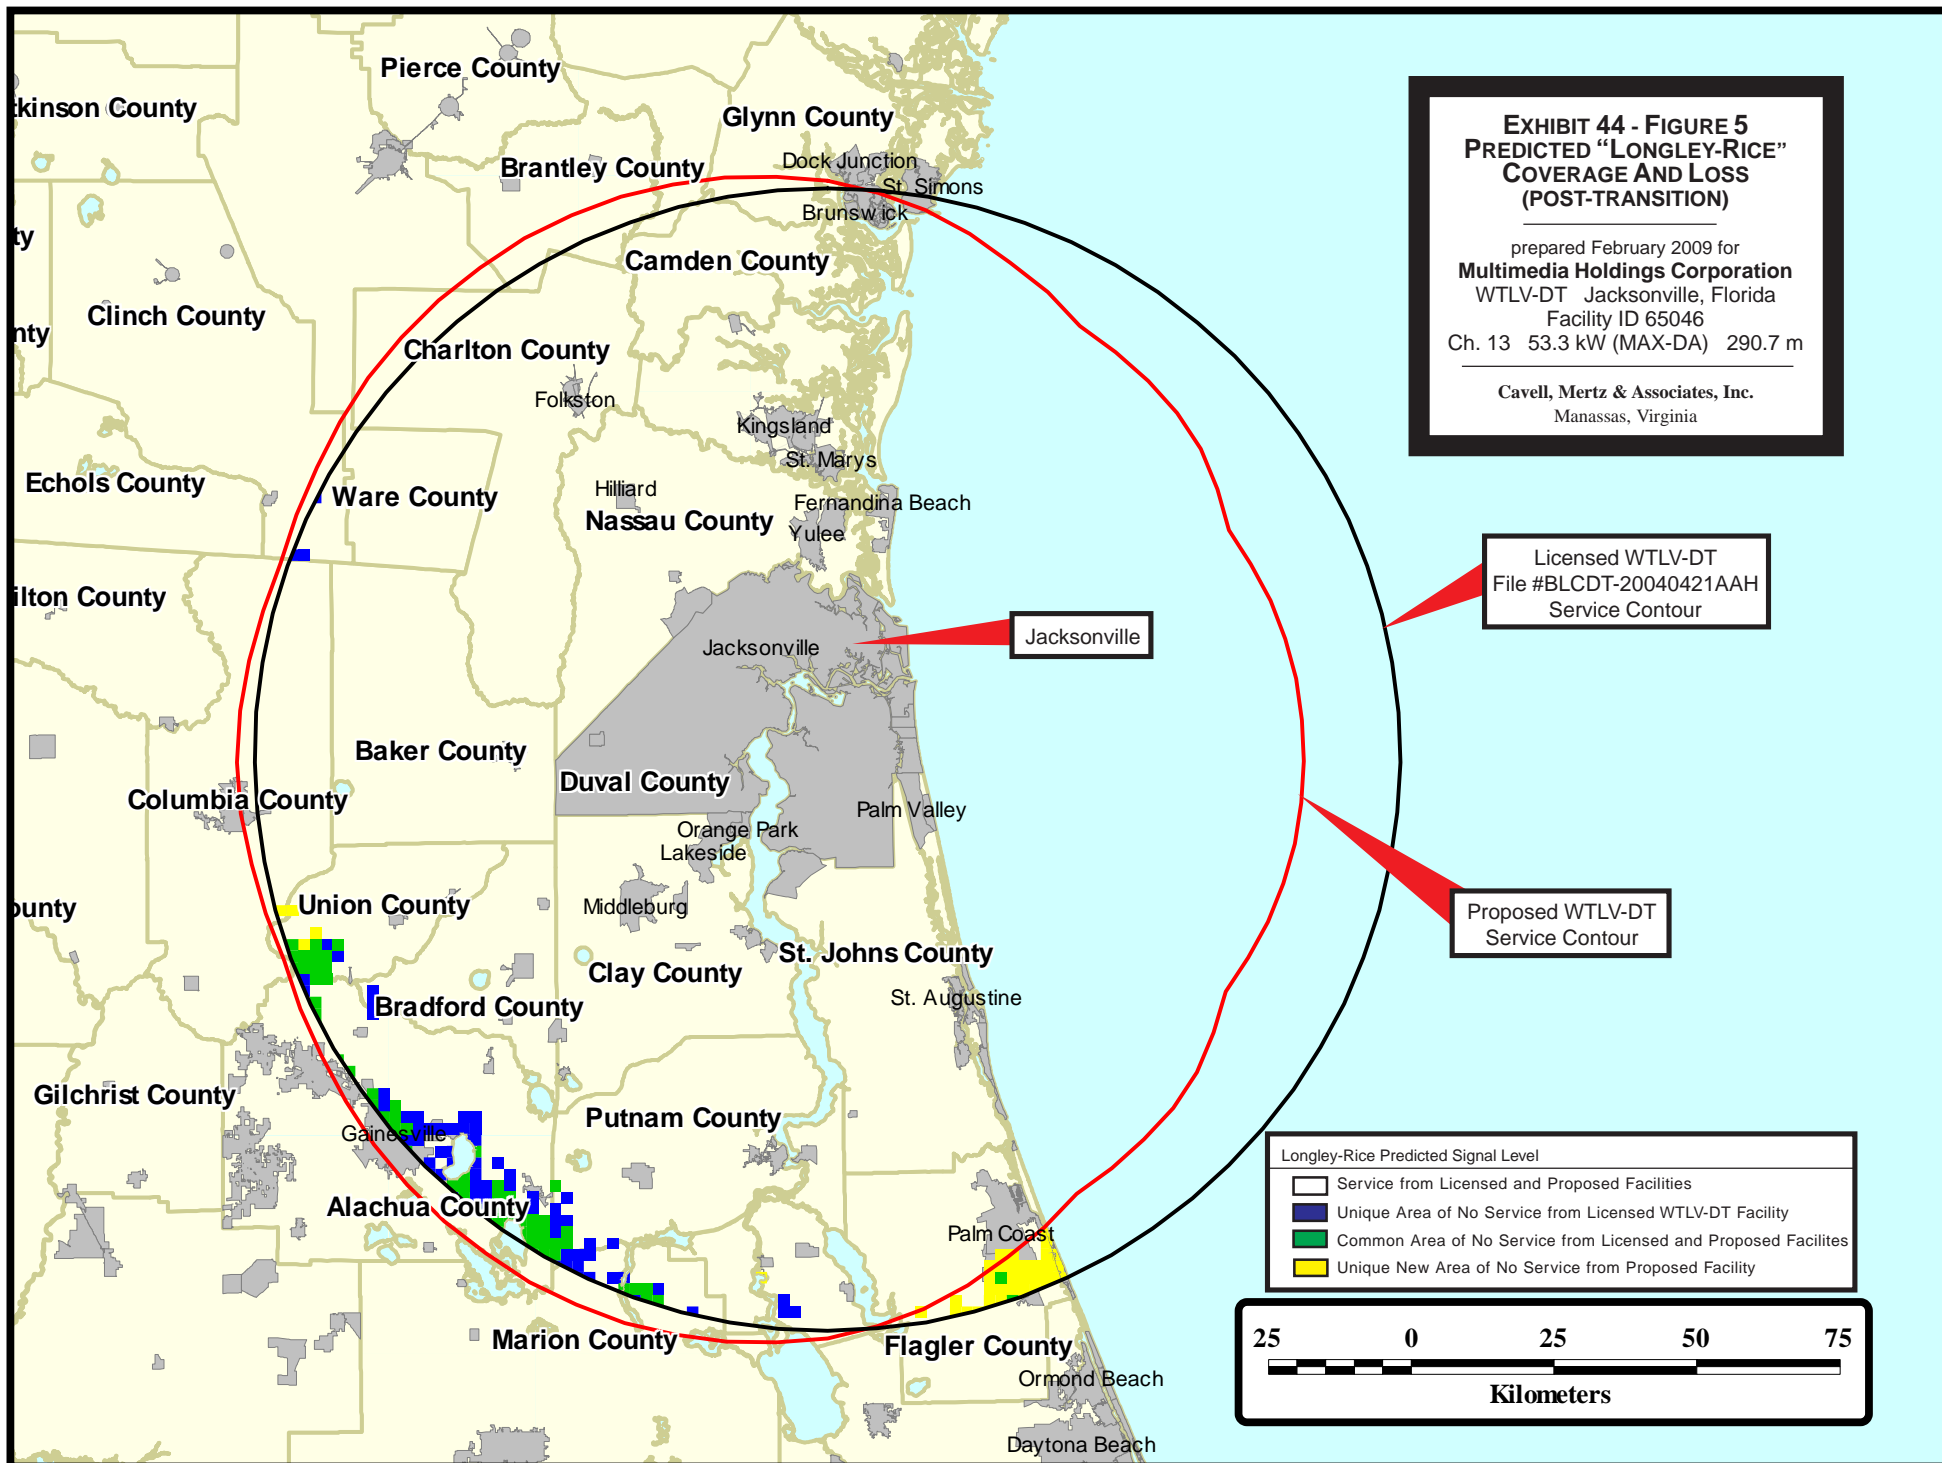 Pierce County
tkinson County
Glynn County
Dock Junction
Brantley County
St. Simons
Brunswick
ty
Camden County
Clinch County
nty
Charlton County
Folkston
Kingsland
St. Marys
Echols County
Ware County
Hilliard
Fernandina Beach
Nassau County
Yulee
ilton County
Jacksonville
Jacksonville
Baker County
Duval County
Columbia County
Palm Valley
Orange Park
Lakeside
Union County
ounty
Middleburg
St. Johns County
Clay County
St. Augustine
Bradford County
Gilchrist County
Putnam County
Gainesville
Alachua County
Palm Coast
Marion County
Flagler County
Ormond Beach
Daytona Beach
EXHIBIT 44 - FIGURE 5
PREDICTED “LONGLEY-RICE”
COVERAGE AND LOSS
(POST-TRANSITION)
prepared February 2009 for
Multimedia Holdings Corporation
WTLV-DT Jacksonville, Florida
Facility ID 65046
Ch. 13 53.3 kW (MAX-DA) 290.7 m
Cavell, Mertz & Associates, Inc.
Manassas, Virginia
Licensed WTLV-DT
File #BLCDT-20040421AAH
Service Contour
Proposed WTLV-DT
Service Contour
Longley-Rice Predicted Signal Level
Service from Licensed and Proposed Facilities
Unique Area of No Service from Licensed WTLV-DT Facility
Common Area of No Service from Licensed and Proposed Facilites
Unique New Area of No Service from Proposed Facility
25 0 25 50 75
Kilometers